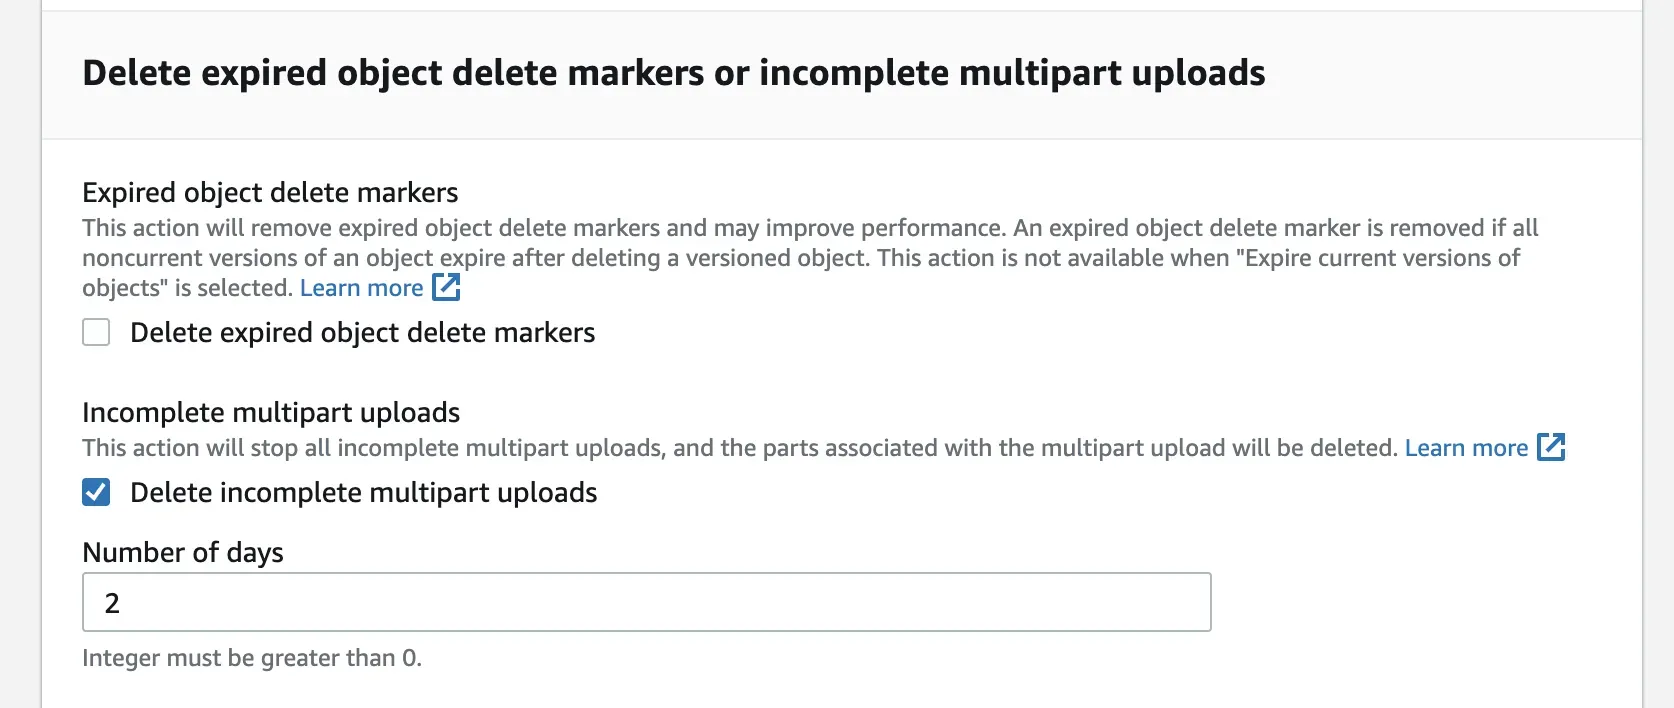 Delete expired object delete markers or incomplete multipart uploads
Expired object delete markers
This action will remove expired object delete markers and may improve performance. An expired object delete marker is removed if all
noncurrent versions of an object expire after deleting a versioned object. This action is not available when "Expire current versions of
objects" is selected. Learn more
Delete expired object delete markers
Incomplete multipart uploads
This action will stop all incomplete multipart uploads, and the parts associated with the multipart upload will be deleted. Learn more
Delete incomplete multipart uploads
Number of days
2
Integer must be greater than 0.